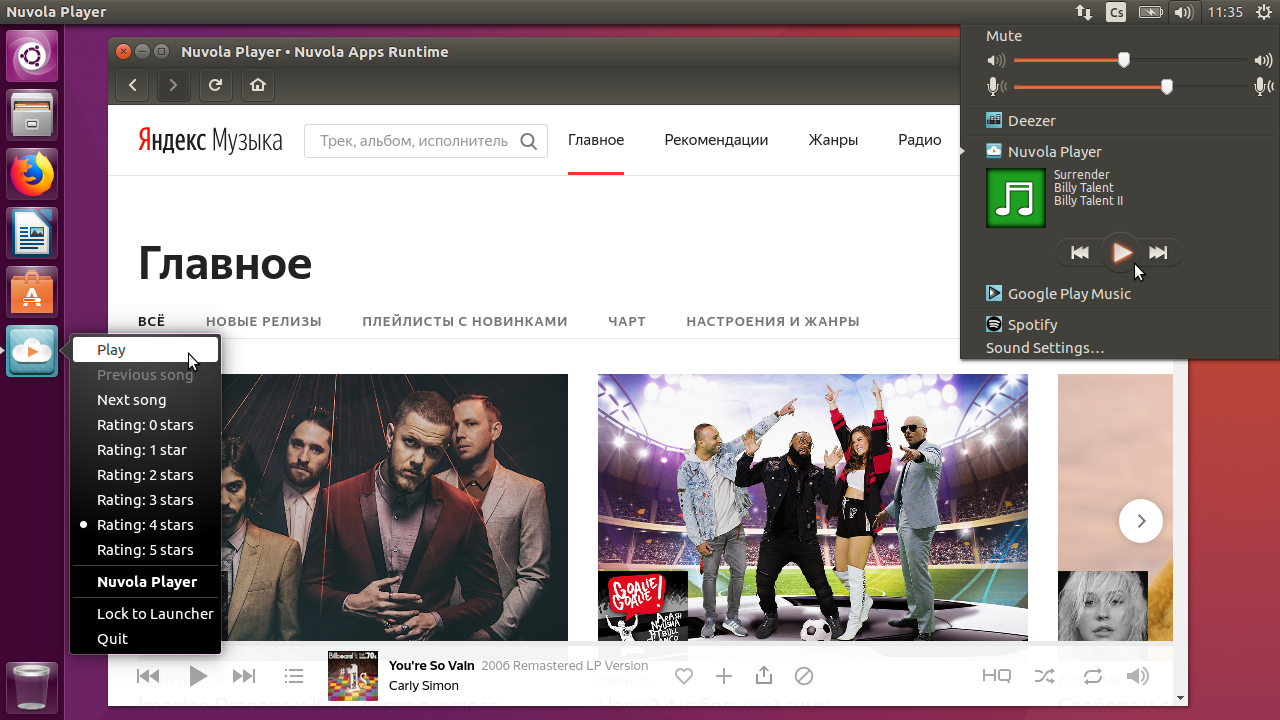 Nuvola Player
Cs
11:35
Nuvola Player • Nuvola Apps Runtime
Яндекс Музыка
Трек, альбом, исполнитель
Главное
Рекомендации
Жанры
Радио
Главное
ВСЁ
НОВЫЕ РЕЛИЗЫ
ПЛЕЙЛИСТЫ С НОВИНКАМИ
ЧАРТ
НАСТРОЕНИЯ И ЖАНРЫ
Mute
Deezer
Nuvola Player
Surrender
Billy Talent
Billy Talent II
Google Play Music
Spotify
Sound Settings…
Play
Previous song
Next song
Rating: 0 stars
Rating: 1 star
Rating: 2 stars
Rating: 3 stars
Rating: 4 stars
Rating: 5 stars
Nuvola Player
Lock to Launcher
Quit
GOALIE
GOALIE!
ARASH
NYUSHA
PITBULL
You're So Vain 2006 Remastered LP Version
Carly Simon
HQ